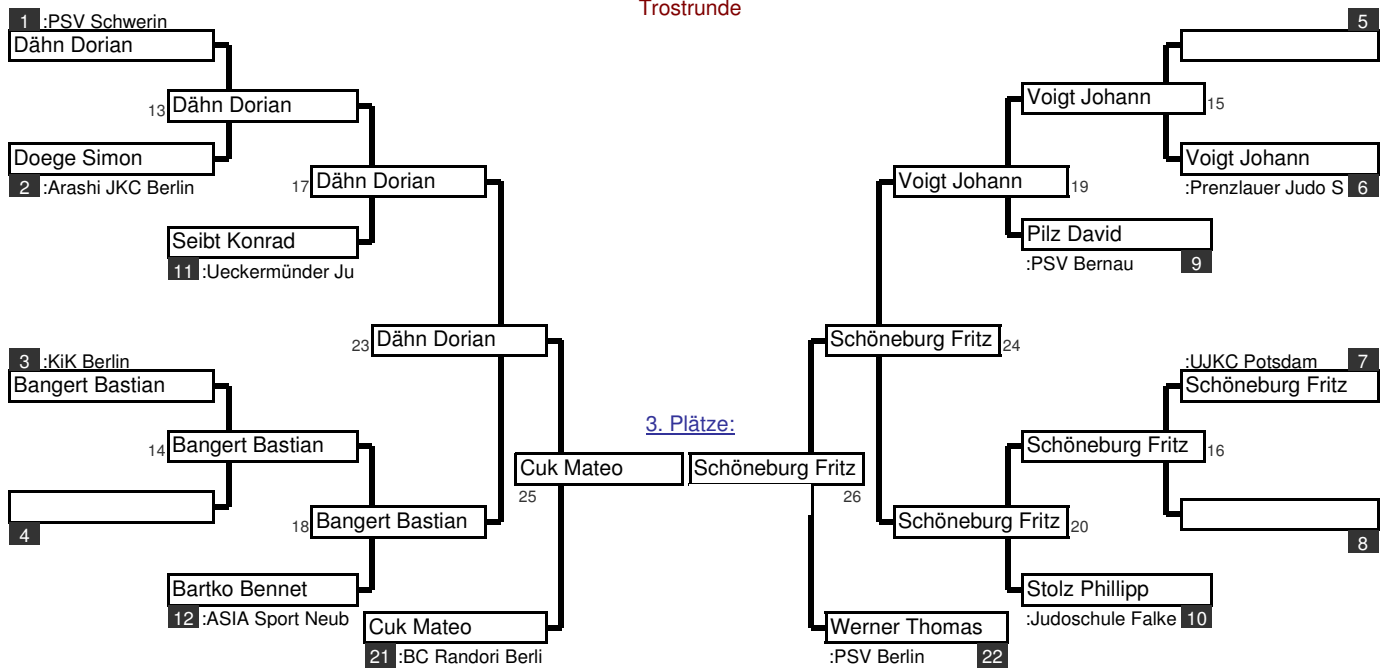 Trostrunde
1 :PSV Schwerin
Dähn Dorian
13 Dähn Dorian
Doege Simon
2 :Arashi JKC Berlin
17 Dähn Dorian
Seibt Konrad
11 :Ueckermünder Ju
23 Dähn Dorian
3 :KiK Berlin
Bangert Bastian
14 Bangert Bastian
4
18 Bangert Bastian
Bartko Bennet
12 :ASIA Sport Neub
Cuk Mateo
21 :BC Randori Berli
3. Plätze:
Cuk Mateo
25
Schöneburg Fritz
26
5
Voigt Johann 15
Voigt Johann
:Prenzlauer Judo S 6
Voigt Johann 19
Pilz David
:PSV Bernau 9
Schöneburg Fritz 24
:UJKC Potsdam 7
Schöneburg Fritz
Schöneburg Fritz 16
8
Schöneburg Fritz 20
Stolz Phillipp
:Judoschule Falke 10
Werner Thomas
:PSV Berlin 22